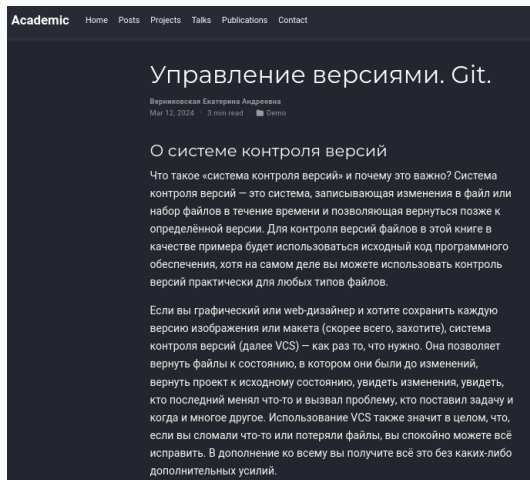 Academic Home Posts Projects Talks Publications Contact
Управление версиями. Git.
Верниковская Екатерина Андреевна
Mar 12, 2024 · 3 min read · Demo
О системе контроля версий
Что такое «система контроля версий» и почему это важно? Система
контроля версий — это система, записывающая изменения в файл или
набор файлов в течение времени и позволяющая вернуться позже к
определённой версии. Для контроля версий файлов в этой книге в
качестве примера будет использоваться исходный код программного
обеспечения, хотя на самом деле вы можете использовать контроль
версий практически для любых типов файлов.
Если вы графический или web-дизайнер и хотите сохранить каждую
версию изображения или макета (скорее всего, захотите), система
контроля версий (далее VCS) — как раз то, что нужно. Она позволяет
вернуть файлы к состоянию, в котором они были до изменений,
вернуть проект к исходному состоянию, увидеть изменения, увидеть,
кто последний менял что-то и вызвал проблему, кто поставил задачу и
когда и многое другое. Использование VCS также значит в целом, что,
если вы сломали что-то или потеряли файлы, вы спокойно можете всё
исправить. В дополнение ко всему вы получите всё это без каких-либо
дополнительных усилий.